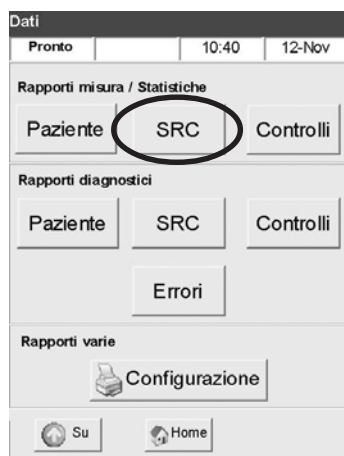 Dati
Pronto 10:40 12-Nov
Rapporti misura / Statistiche
Paziente SRC Controlli
Rapporti diagnostici
Paziente SRC Controlli
Errori
Rapporti varie
Configurazione
Su Home